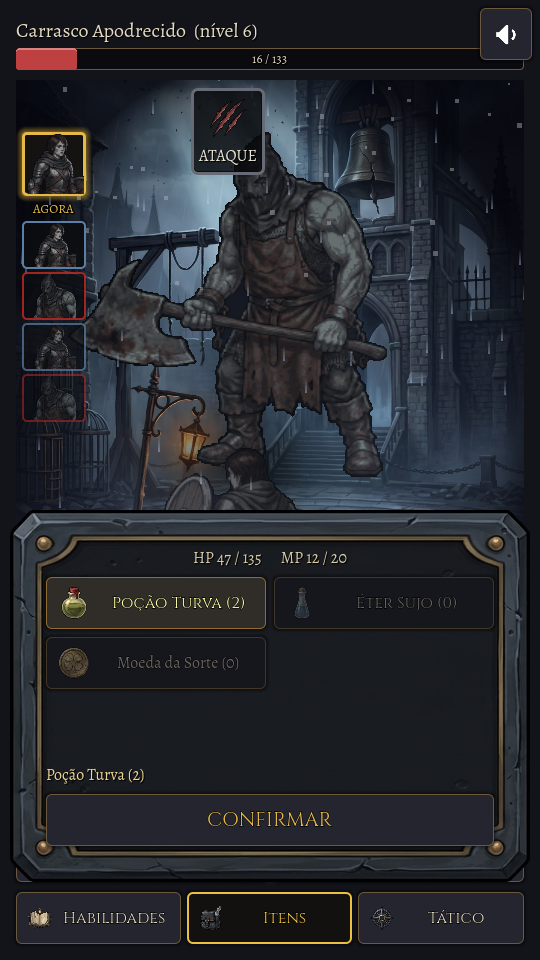 Carrasco Apodrecido (nível 6)
16 / 133
ATAQUE
AGORA
HP 47 / 135 MP 12 / 20
Poção Turva (2)
Éter Sujo (0)
Moeda da Sorte (0)
Poção Turva (2)
CONFIRMAR
Habilidades
Itens
Tático